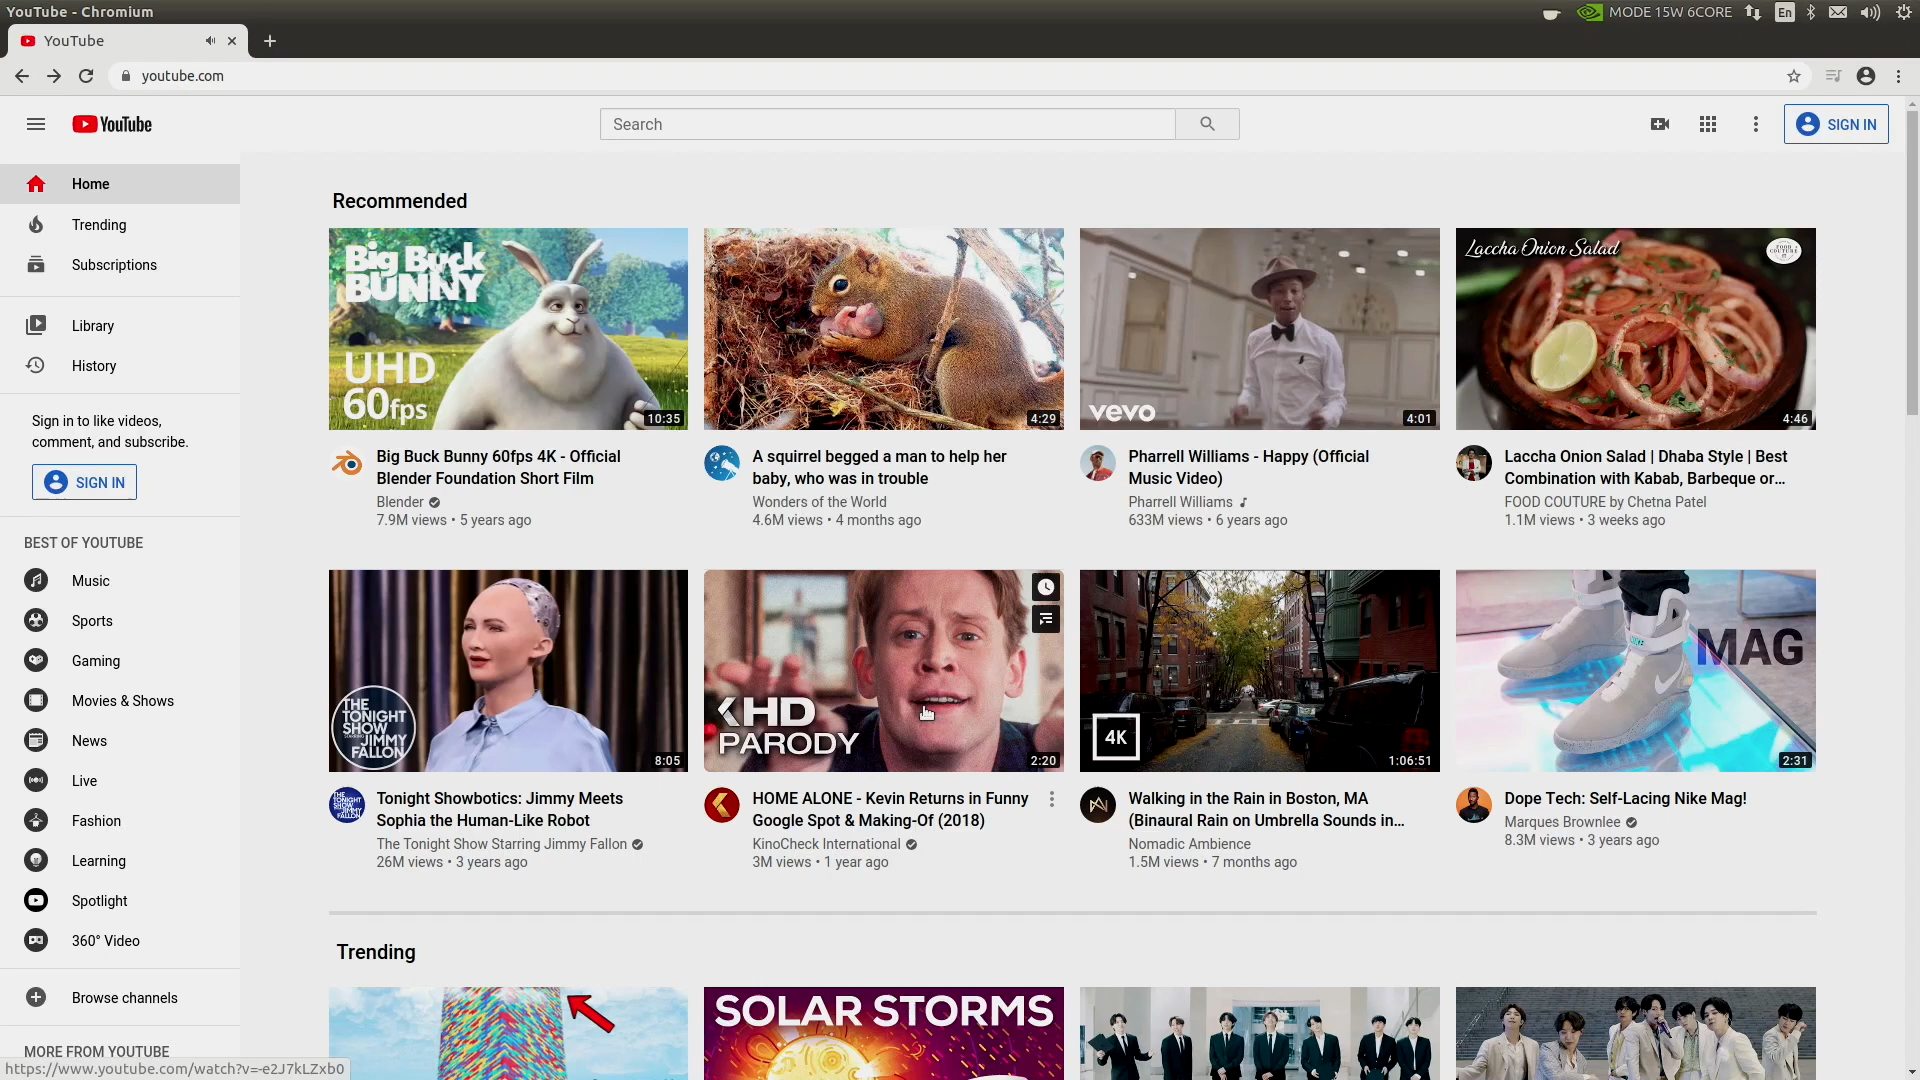 YouTube - Chromium
MODE 15W 6CORE
En
YouTube
youtube.com
YouTube
Search
SIGN IN
Home
Trending
Subscriptions
Library
History
Sign in to like videos,
comment, and subscribe.
SIGN IN
BEST OF YOUTUBE
Music
Sports
Gaming
Movies & Shows
News
Live
Fashion
Learning
Spotlight
360° Video
Browse channels
MORE FROM YOUTUBE
https://www.youtube.com/watch?v=-e2J7kLZxb0
Recommended
Big Buck
BUNNY
UHD
60fps
10:35
Big Buck Bunny 60fps 4K - Official
Blender Foundation Short Film
Blender
7.9M views • 5 years ago
4:29
A squirrel begged a man to help her
baby, who was in trouble
Wonders of the World
4.6M views • 4 months ago
vevo
4:01
Pharrell Williams - Happy (Official
Music Video)
Pharrell Williams
633M views • 6 years ago
Laccha Onion Salad
FOOD
COUTURE
4:46
Laccha Onion Salad | Dhaba Style | Best
Combination with Kabab, Barbeque or...
FOOD COUTURE by Chetna Patel
1.1M views • 3 weeks ago
THE
TONIGHT
SHOW
STARRING
JIMMY
FALLON
8:05
THE
TONIGHT
SHOW
JIMMY
FALLON
Tonight Showbotics: Jimmy Meets
Sophia the Human-Like Robot
The Tonight Show Starring Jimmy Fallon
26M views • 3 years ago
HD
PARODY
2:20
HOME ALONE - Kevin Returns in Funny
Google Spot & Making-Of (2018)
KinoCheck International
3M views • 1 year ago
4K
1:06:51
Walking in the Rain in Boston, MA
(Binaural Rain on Umbrella Sounds in...
Nomadic Ambience
1.5M views • 7 months ago
MAG
2:31
Dope Tech: Self-Lacing Nike Mag!
Marques Brownlee
8.3M views • 3 years ago
Trending
SOLAR STORMS